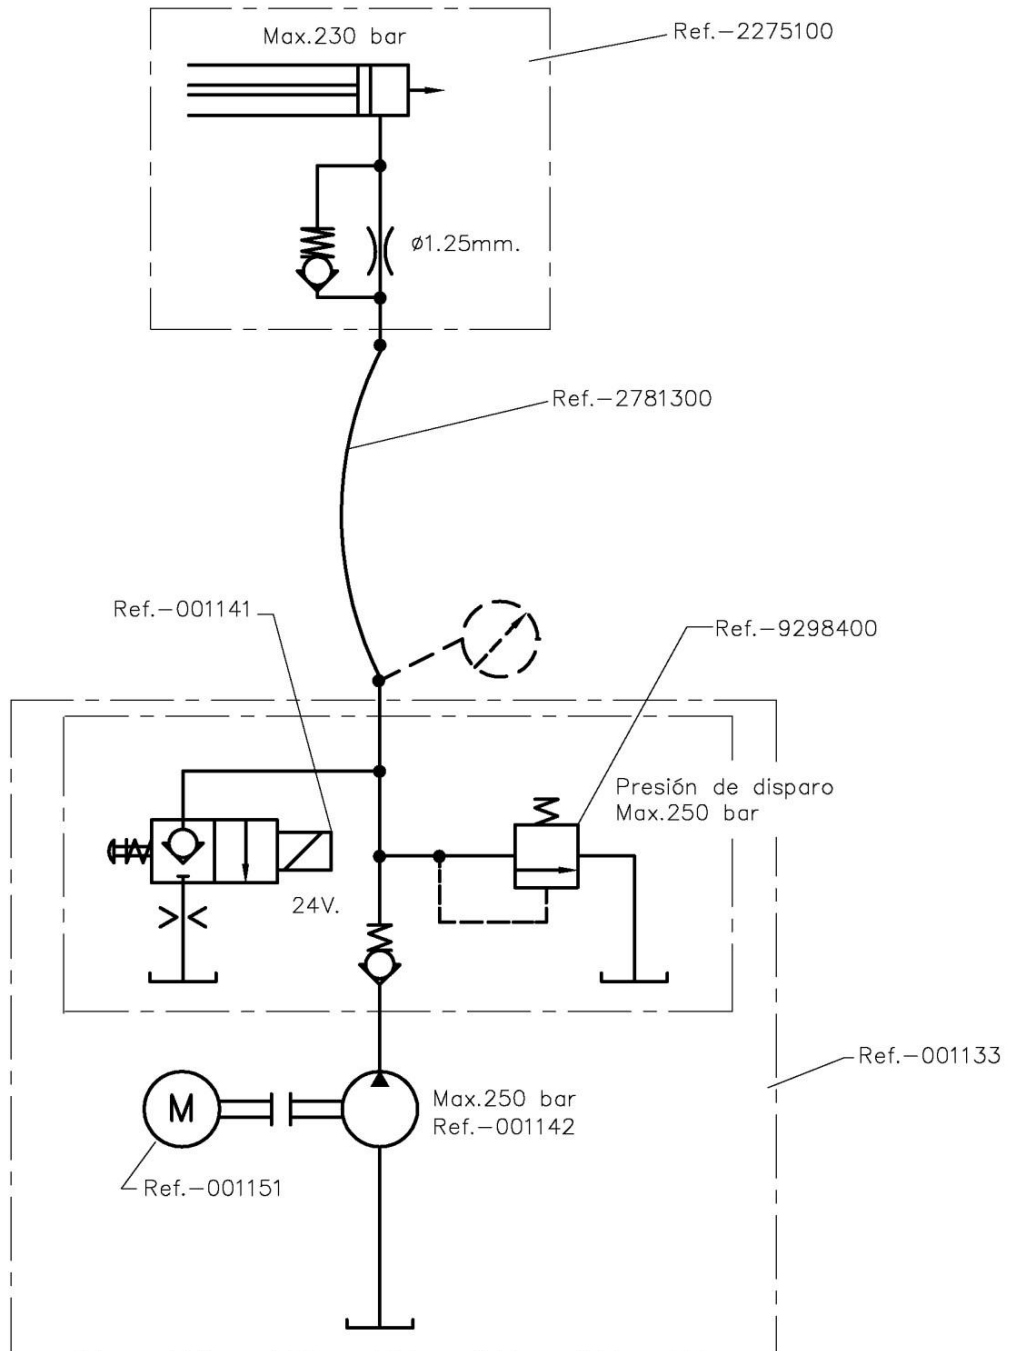 Max.230 bar
Ref.-2275100
ø1.25mm.
Ref.-2781300
Ref.-001141
Ref.-9298400
Presión de disparo
Max.250 bar
24V.
Ref.-001133
M
Max.250 bar
Ref.-001142
Ref.-001151